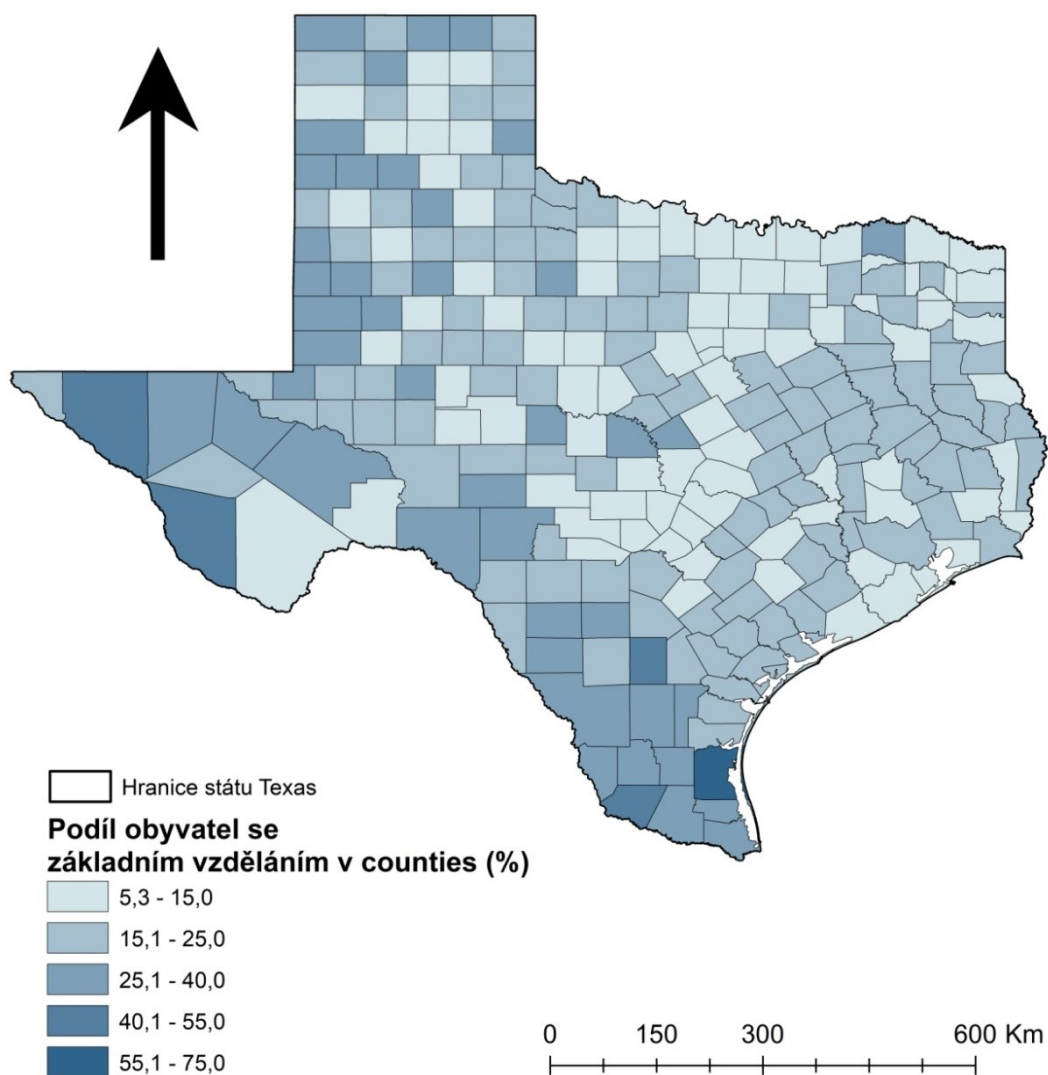 Hranice státu Texas
Podíl obyvatel se
základním vzděláním v counties (%)
5,3 - 15,0
15,1 - 25,0
25,1 - 40,0
40,1 - 55,0
55,1 - 75,0
0 150 300 600 Km